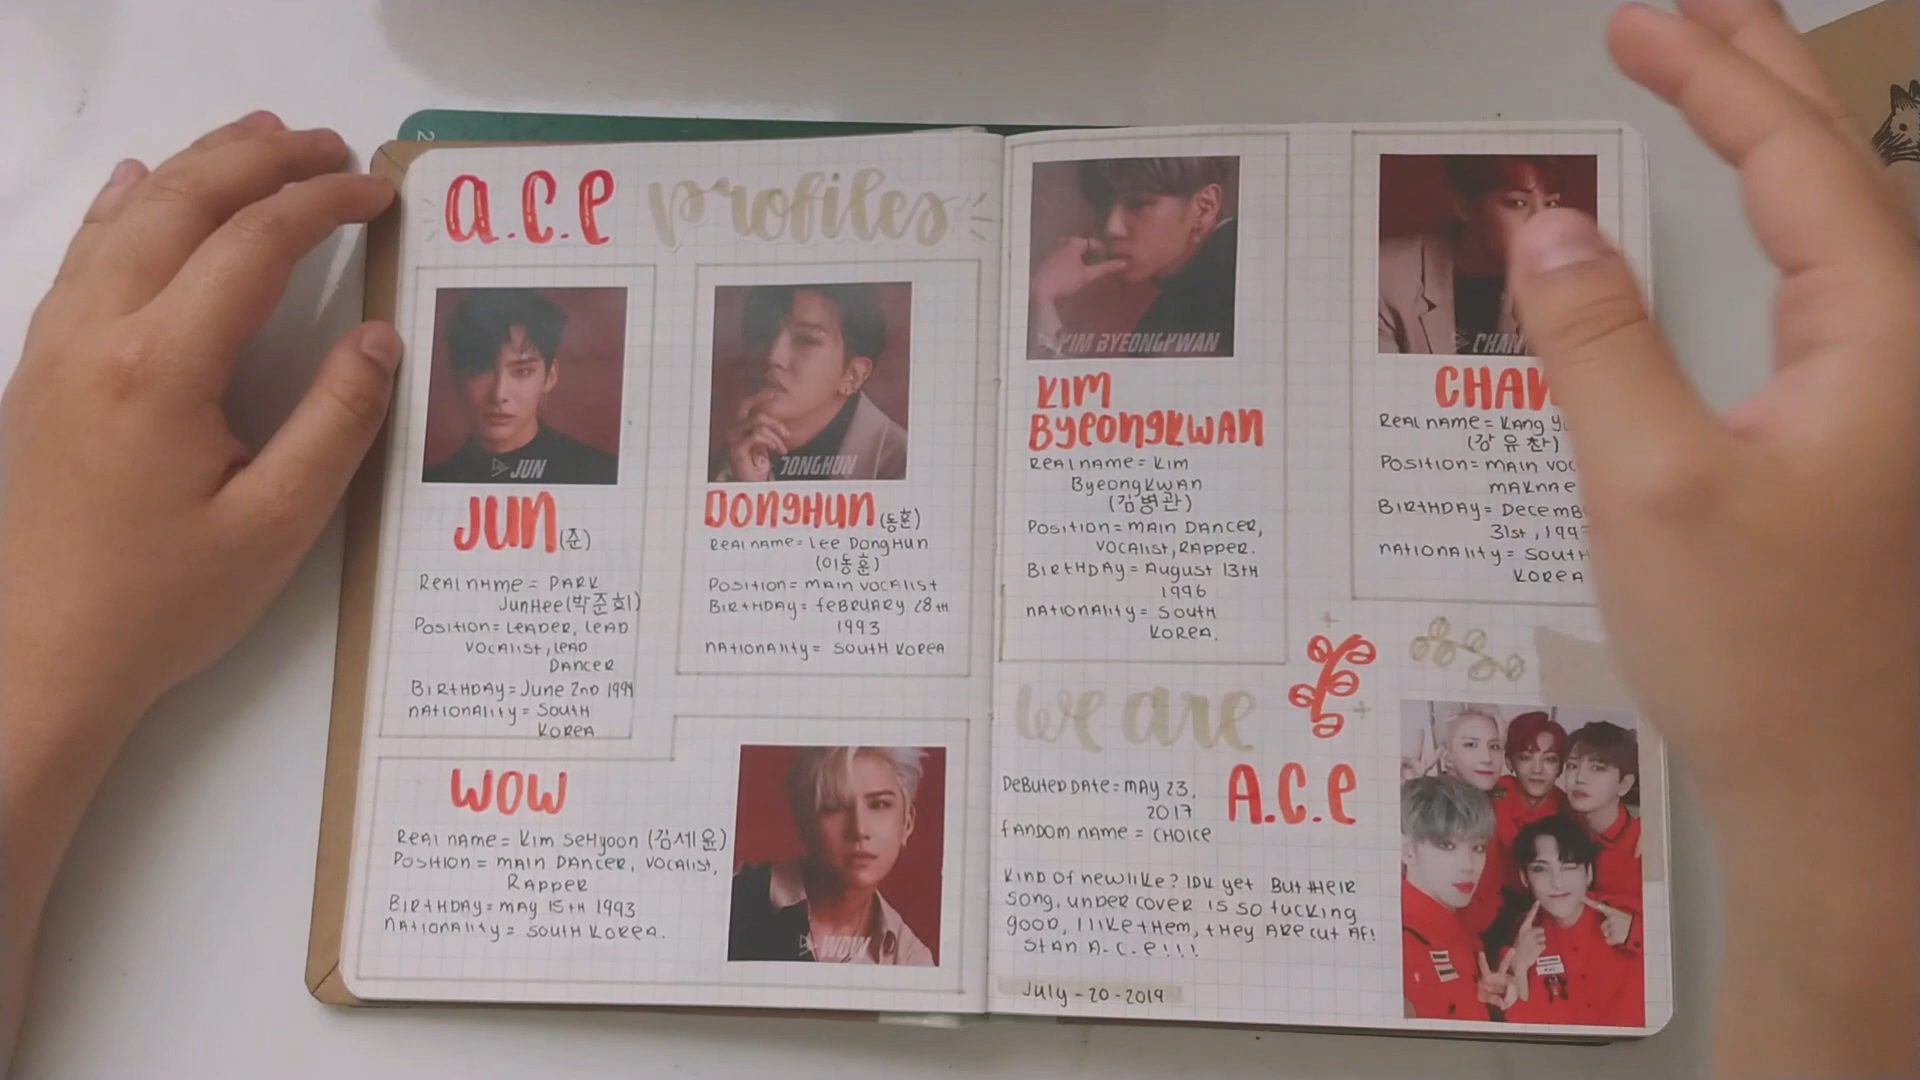 a.c.e profiles
JUN
JUN(준)
Real name = PARK
JunHee(박준희)
Position = Leader, Lead
vocalist, Lead
Dancer
Birthday = June 2nd 1994
nationality = South
Korea
DONGHUN
DONGHUN(동훈)
Real name = Lee DongHun
(이동훈)
Position = main vocalist
Birthday = February 28th
1993
nationality = South Korea
WOW
Real name = Kim SeHyoon (김세윤)
Position = main Dancer, vocalist,
Rapper
Birthday = May 15th 1993
nationality = South Korea.
WOW
KIM BYEONGKWAN
KIM
ByeongKwan
Real name = Kim
ByeongKwan
(김병관)
Position = main Dancer,
vocalist, Rapper.
Birthday = August 13th
1996
nationality = South
Korea.
CHAN
CHAN
Real name = Kang
(강유찬)
Position = main
maknae
Birthday =
31st,
nationality = South
Korea
we are
A.C.E
Debuted Date = May 23,
2017
fandom name = choice
Kind of newlike? IDK yet But their
song, under cover is so fucking
good, I like them, they are cut AF!
Stan A.C.E!!!
July-20-2019